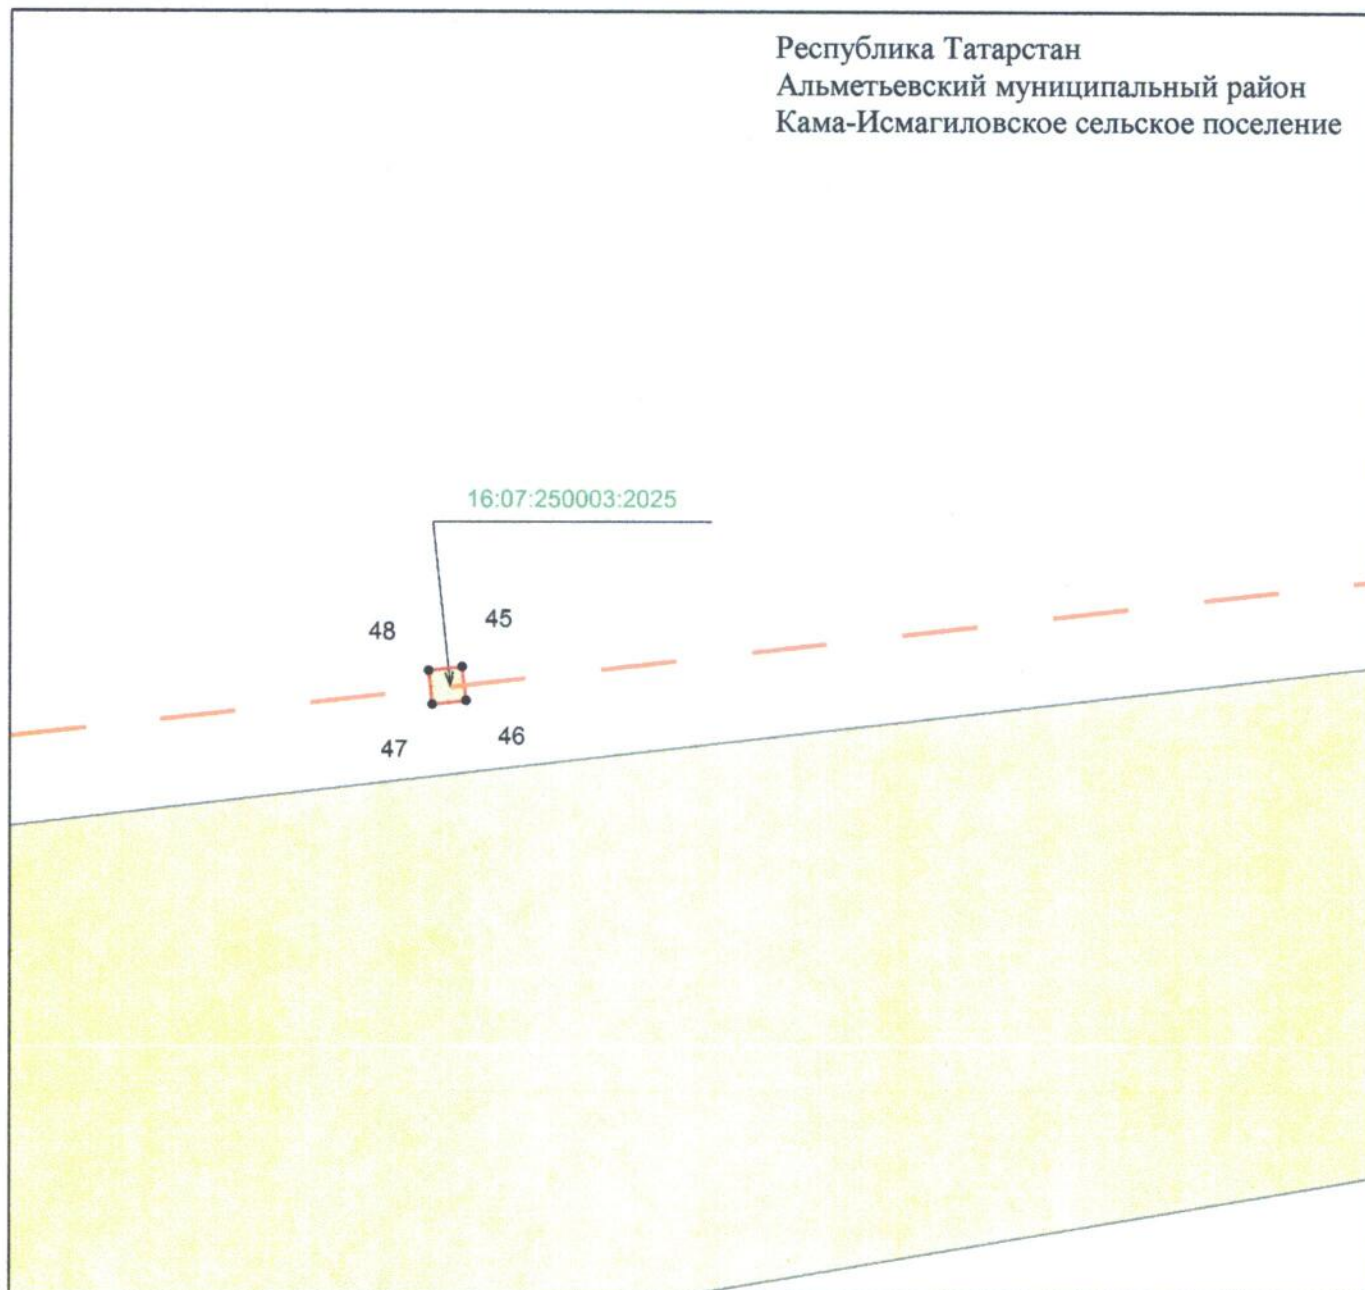 Республика Татарстан
Альметьевский муниципальный район
Кама-Исмагиловское сельское поселение
16:07:250003:2025
48
45
47
46